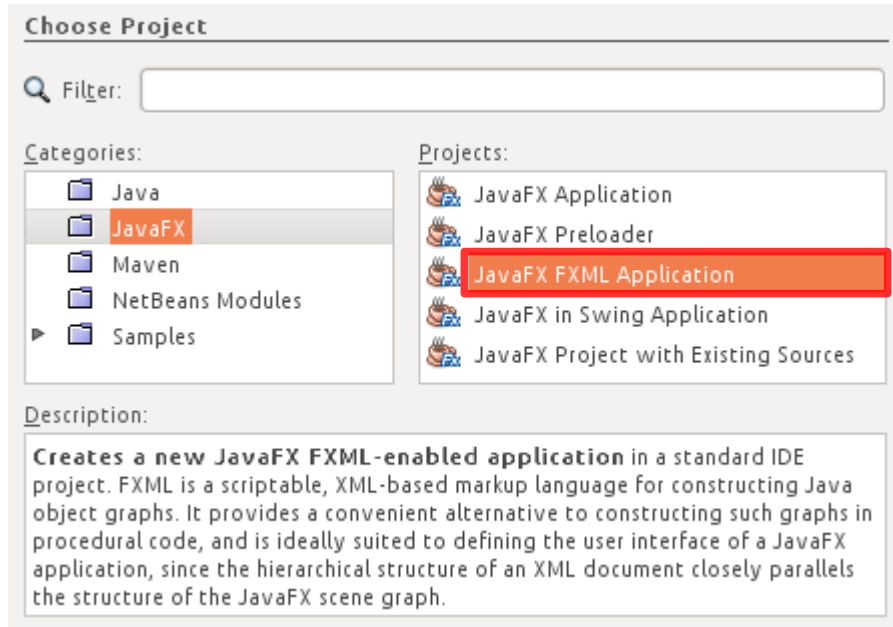 Choose Project
Filter:
Categories:
Projects:
Java
JavaFX
Maven
NetBeans Modules
Samples
JavaFX Application
JavaFX Preloader
JavaFX FXML Application
JavaFX in Swing Application
JavaFX Project with Existing Sources
Description:
Creates a new JavaFX FXML-enabled application in a standard IDE
project. FXML is a scriptable, XML-based markup language for constructing Java
object graphs. It provides a convenient alternative to constructing such graphs in
procedural code, and is ideally suited to defining the user interface of a JavaFX
application, since the hierarchical structure of an XML document closely parallels
the structure of the JavaFX scene graph.